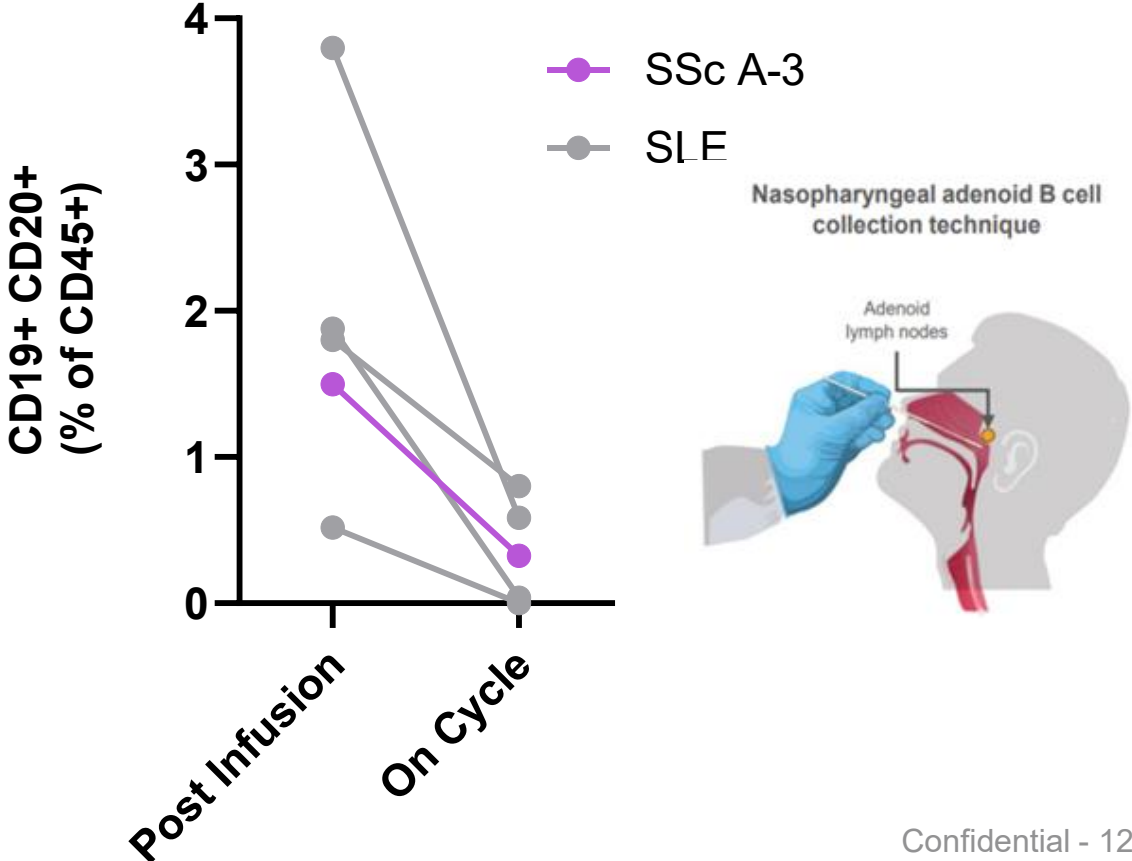 CD19+ CD20+
(% of CD45+)
4
3
2
1
0
Post Infusion
On Cycle
SSc A-3
SLE
Nasopharyngeal adenoid B cell
collection technique
Adenoid
lymph nodes
Confidential - 12